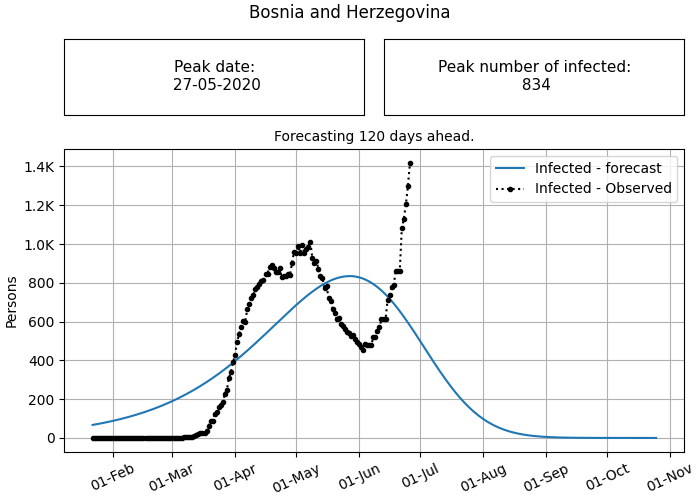 Bosnia and Herzegovina
Peak date:
27-05-2020
Peak number of infected:
834
Forecasting 120 days ahead.
Infected - forecast
Infected - Observed
Persons
1.4K
1.2K
1.0K
800
600
400
200
0
01-Feb
01-Mar
01-Apr
01-May
01-Jun
01-Jul
01-Aug
01-Sep
01-Oct
01-Nov